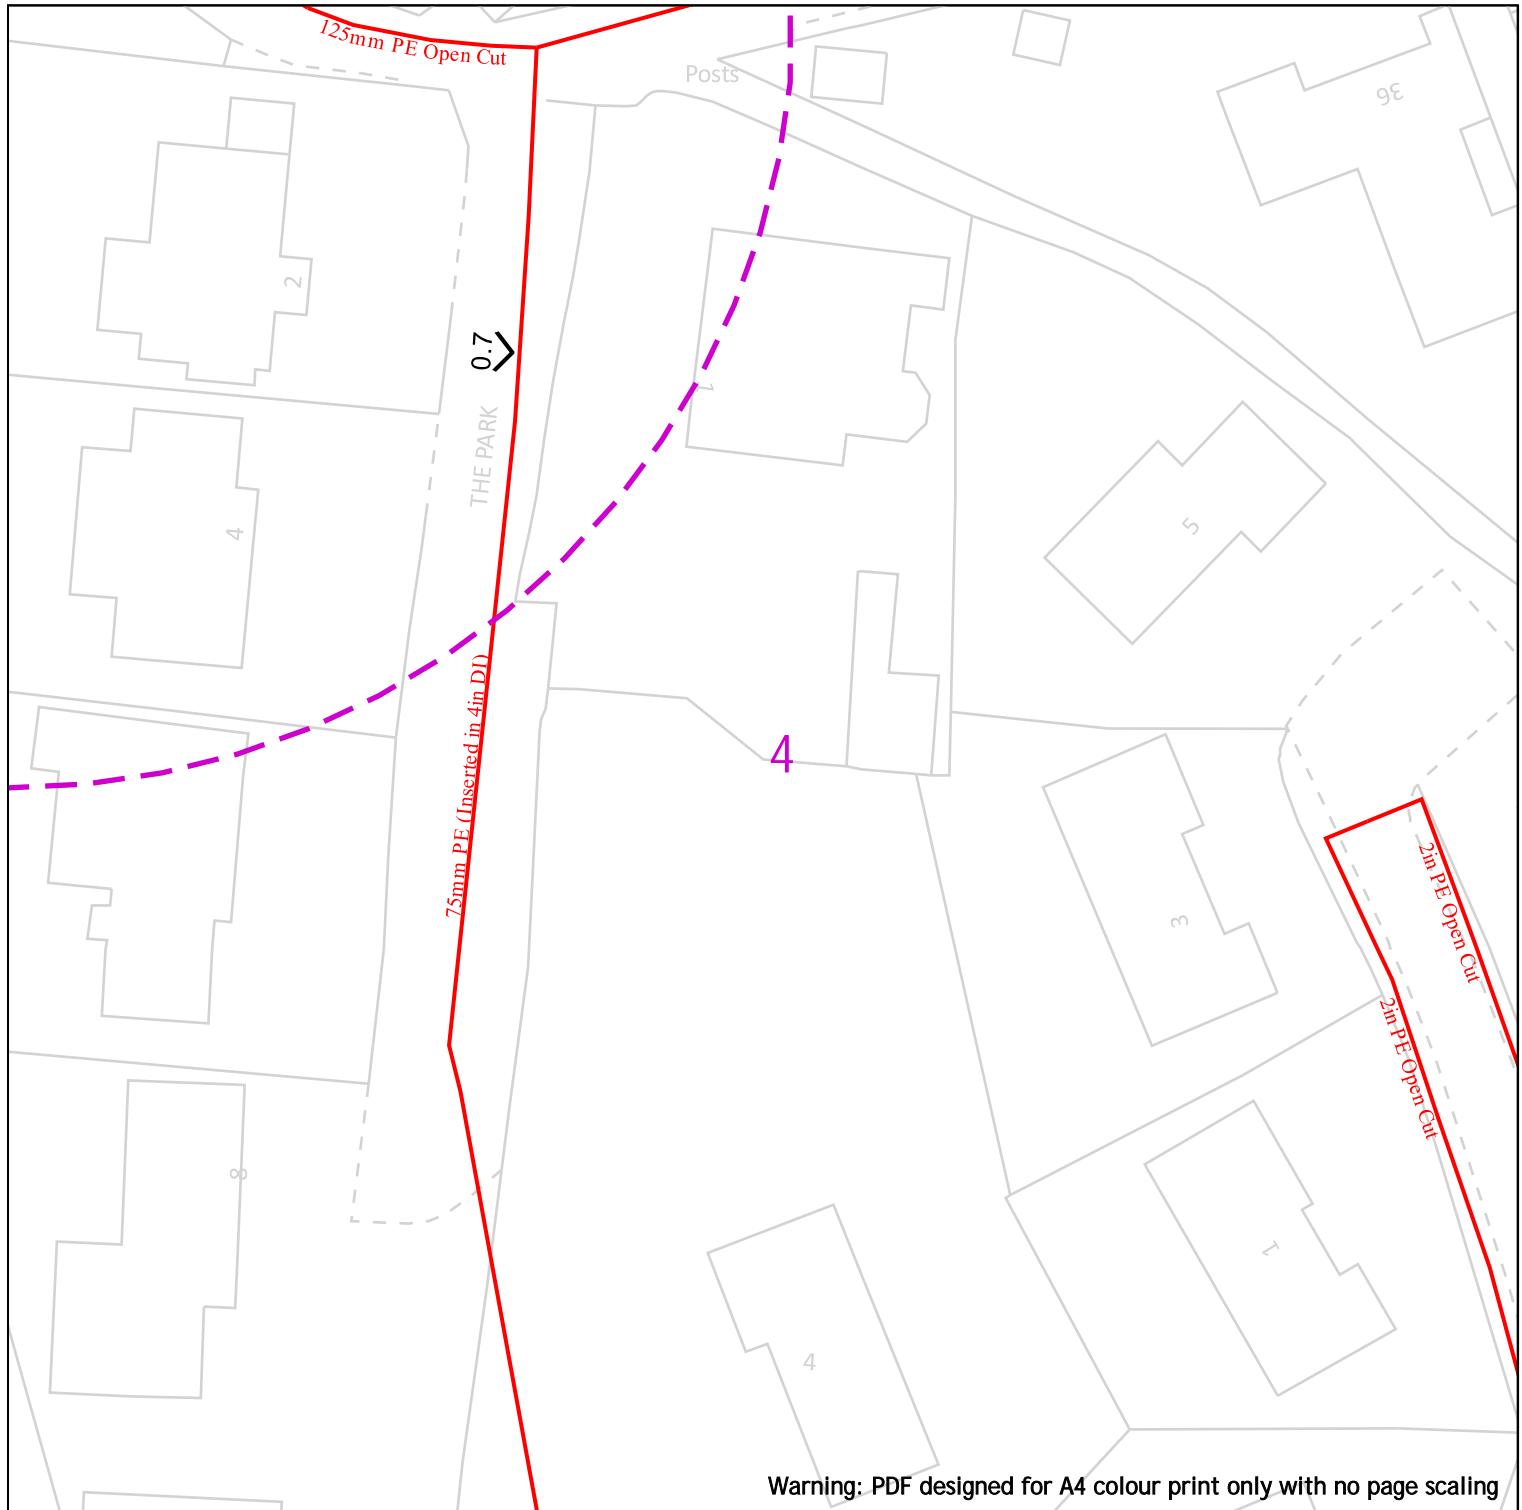 125mm PE Open Cut
Posts
36
2
0.7
1
THE PARK
4
5
75mm PE (Inserted in 4in DI)
4
2in PE Open Cut
3
2in PE Open Cut
8
1
4
Warning: PDF designed for A4 colour print only with no page scaling